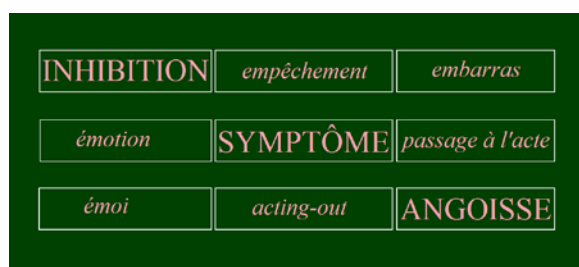 INHIBITION empêchement embarras
émotion SYMPTÔME passage à l'acte
émoi acting-out ANGOISSE